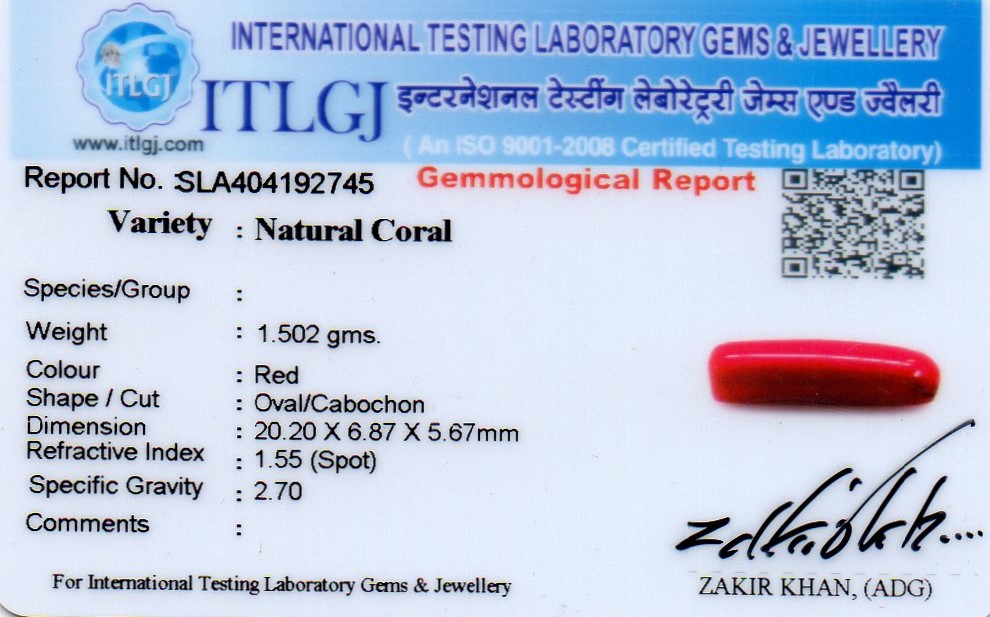 INTERNATIONAL TESTING LABORATORY GEMS & JEWELLERY
ITLGJ
ITLGJ
इन्टरनेशनल टेस्टींग लेबोरेट्ररी जेम्स एण्ड ज्वैलरी
www.itlgj.com
( An ISO 9001-2008 Certified Testing Laboratory)
Report No. :SLA404192745
Gemmological Report
Variety : Natural Coral
Species/Group :
Weight : 1.502 gms.
Colour : Red
Shape / Cut : Oval/Cabochon
Dimension : 20.20 X 6.87 X 5.67mm
Refractive Index : 1.55 (Spot)
Specific Gravity : 2.70
Comments :
For International Testing Laboratory Gems & Jewellery
ZAKIR KHAN, (ADG)